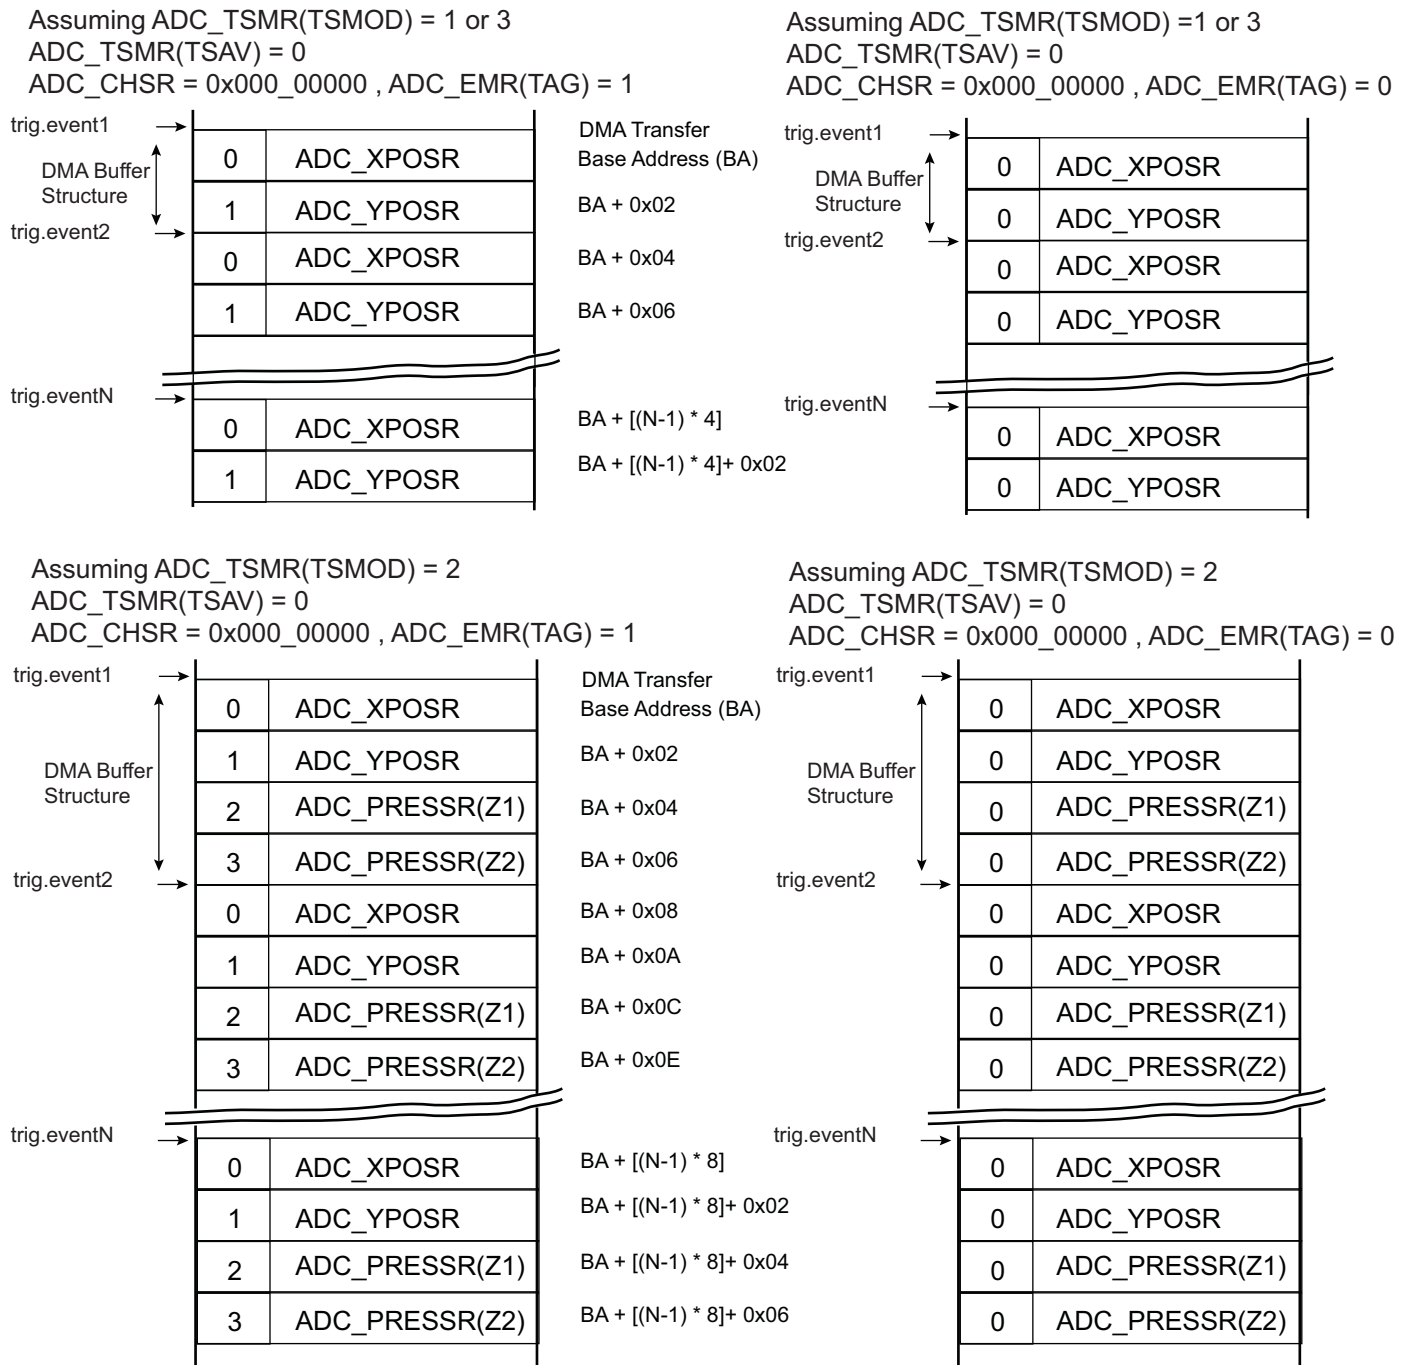 Assuming ADC_TSMR(TSMOD) = 1 or 3
ADC_TSMR(TSAV) = 0
ADC_CHSR = 0x000_00000 , ADC_EMR(TAG) = 1
trig.event1
DMA Buffer
Structure
trig.event2
trig.eventN
0 ADC_XPOSR
1 ADC_YPOSR
0 ADC_XPOSR
1 ADC_YPOSR
0 ADC_XPOSR
1 ADC_YPOSR
DMA Transfer
Base Address (BA)
BA + 0x02
BA + 0x04
BA + 0x06
BA + [(N-1) * 4]
BA + [(N-1) * 4]+ 0x02
Assuming ADC_TSMR(TSMOD) =1 or 3
ADC_TSMR(TSAV) = 0
ADC_CHSR = 0x000_00000 , ADC_EMR(TAG) = 0
trig.event1
DMA Buffer
Structure
trig.event2
trig.eventN
0 ADC_XPOSR
0 ADC_YPOSR
0 ADC_XPOSR
0 ADC_YPOSR
0 ADC_XPOSR
0 ADC_YPOSR
Assuming ADC_TSMR(TSMOD) = 2
ADC_TSMR(TSAV) = 0
ADC_CHSR = 0x000_00000 , ADC_EMR(TAG) = 1
trig.event1
DMA Buffer
Structure
trig.event2
trig.eventN
0 ADC_XPOSR
1 ADC_YPOSR
2 ADC_PRESSR(Z1)
3 ADC_PRESSR(Z2)
0 ADC_XPOSR
1 ADC_YPOSR
2 ADC_PRESSR(Z1)
3 ADC_PRESSR(Z2)
0 ADC_XPOSR
1 ADC_YPOSR
2 ADC_PRESSR(Z1)
3 ADC_PRESSR(Z2)
DMA Transfer
Base Address (BA)
BA + 0x02
BA + 0x04
BA + 0x06
BA + 0x08
BA + 0x0A
BA + 0x0C
BA + 0x0E
BA + [(N-1) * 8]
BA + [(N-1) * 8]+ 0x02
BA + [(N-1) * 8]+ 0x04
BA + [(N-1) * 8]+ 0x06
Assuming ADC_TSMR(TSMOD) = 2
ADC_TSMR(TSAV) = 0
ADC_CHSR = 0x000_00000 , ADC_EMR(TAG) = 0
trig.event1
DMA Buffer
Structure
trig.event2
trig.eventN
0 ADC_XPOSR
0 ADC_YPOSR
0 ADC_PRESSR(Z1)
0 ADC_PRESSR(Z2)
0 ADC_XPOSR
0 ADC_YPOSR
0 ADC_PRESSR(Z1)
0 ADC_PRESSR(Z2)
0 ADC_XPOSR
0 ADC_YPOSR
0 ADC_PRESSR(Z1)
0 ADC_PRESSR(Z2)